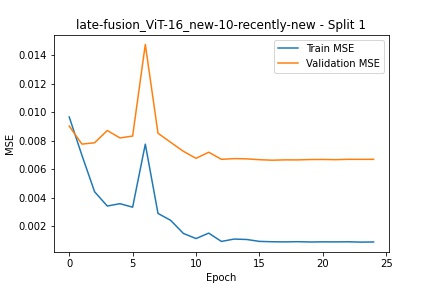 late-fusion_ViT-16_new-10-recently-new - Split 1
Train MSE
Validation MSE
0.014
0.012
0.010
0.008
0.006
0.004
0.002
MSE
0 5 10 15 20 25
Epoch